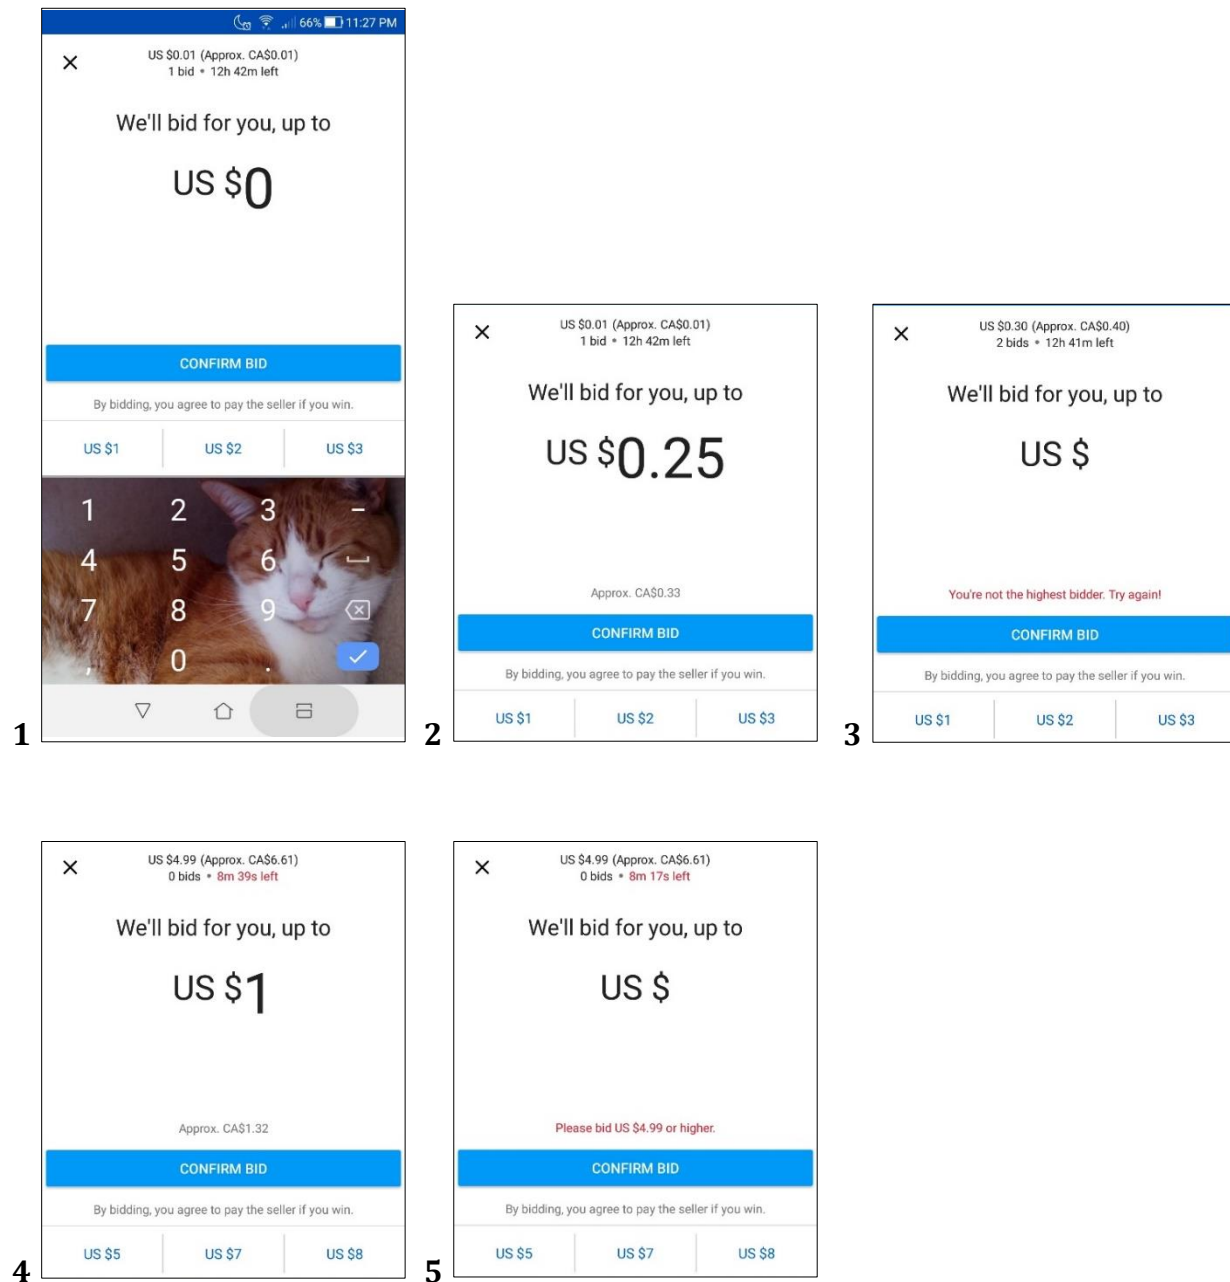 66% 11:27 PM
US $0.01 (Approx. CA$0.01)
1 bid • 12h 42m left
We'll bid for you, up to
US $0
CONFIRM BID
By bidding, you agree to pay the seller if you win.
US $1 US $2 US $3
1 2 3 -
4 5 6
7 8 9
, 0 .
1
US $0.01 (Approx. CA$0.01)
1 bid • 12h 42m left
We'll bid for you, up to
US $0.25
Approx. CA$0.33
CONFIRM BID
By bidding, you agree to pay the seller if you win.
US $1 US $2 US $3
2
US $0.30 (Approx. CA$0.40)
2 bids • 12h 41m left
We'll bid for you, up to
US $
You're not the highest bidder. Try again!
CONFIRM BID
By bidding, you agree to pay the seller if you win.
US $1 US $2 US $3
3
US $4.99 (Approx. CA$6.61)
0 bids • 8m 39s left
We'll bid for you, up to
US $1
Approx. CA$1.32
CONFIRM BID
By bidding, you agree to pay the seller if you win.
US $5 US $7 US $8
4
US $4.99 (Approx. CA$6.61)
0 bids • 8m 17s left
We'll bid for you, up to
US $
Please bid US $4.99 or higher.
CONFIRM BID
By bidding, you agree to pay the seller if you win.
US $5 US $7 US $8
5